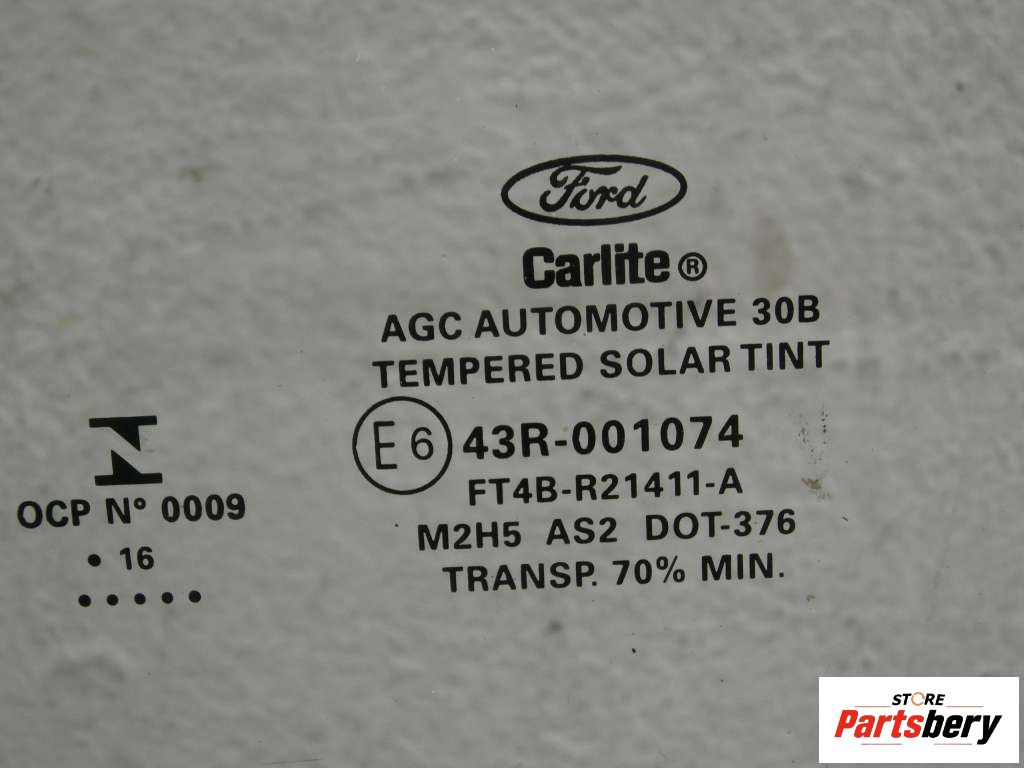 Ford
Carlite®
AGC AUTOMOTIVE 30B
TEMPERED SOLAR TINT
E6 43R-001074
FT4B-R21411-A
M2H5 AS2 DOT-376
TRANSP. 70% MIN.
OCP N° 0009
• 16
• • • • •
STORE
Partsbery